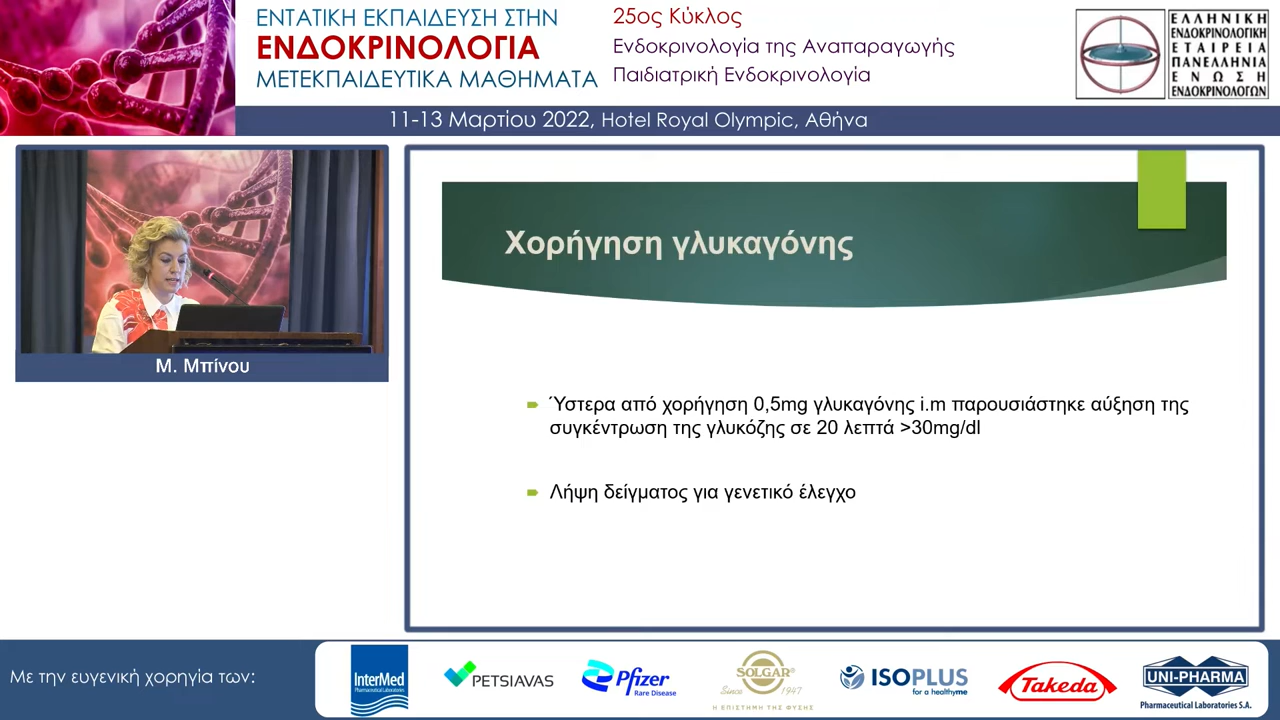 ΕΝΤΑΤΙΚΗ ΕΚΠΑΙΔΕΥΣΗ ΣΤΗΝ
ΕΝΔΟΚΡΙΝΟΛΟΓΙΑ
ΜΕΤΕΚΠΑΙΔΕΥΤΙΚΑ ΜΑΘΗΜΑΤΑ
25ος Κύκλος
Ενδοκρινολογία της Αναπαραγωγής
Παιδιατρική Ενδοκρινολογία
ΕΛΛΗΝΙΚΗ
ΕΝΔΟΚΡΙΝΟΛΟΓΙΚΗ
ΕΤΑΙΡΕΙΑ
ΠΑΝΕΛΛΗΝΙΑ
ΕΝΩΣΗ
ΕΝΔΟΚΡΙΝΟΛΟΓΩΝ
11-13 Μαρτίου 2022, Hotel Royal Olympic, Αθήνα
Μ. Μπίνου
Χορήγηση γλυκαγόνης
Ύστερα από χορήγηση 0,5mg γλυκαγόνης i.m παρουσιάστηκε αύξηση της
συγκέντρωση της γλυκόζης σε 20 λεπτά >30mg/dl
Λήψη δείγματος για γενετικό έλεγχο
Με την ευγενική χορηγία των:
InterMed
Pharmaceutical Laboratories
PETSIAVAS
Pfizer
Rare Disease
SOLGAR®
Since 1947
Η ΕΠΙΣΤΗΜΗ ΤΗΣ ΦΥΣΗΣ
ISOPLUS
for a healthyme
Takeda
UNI-PHARMA
Pharmaceutical Laboratories S.A.